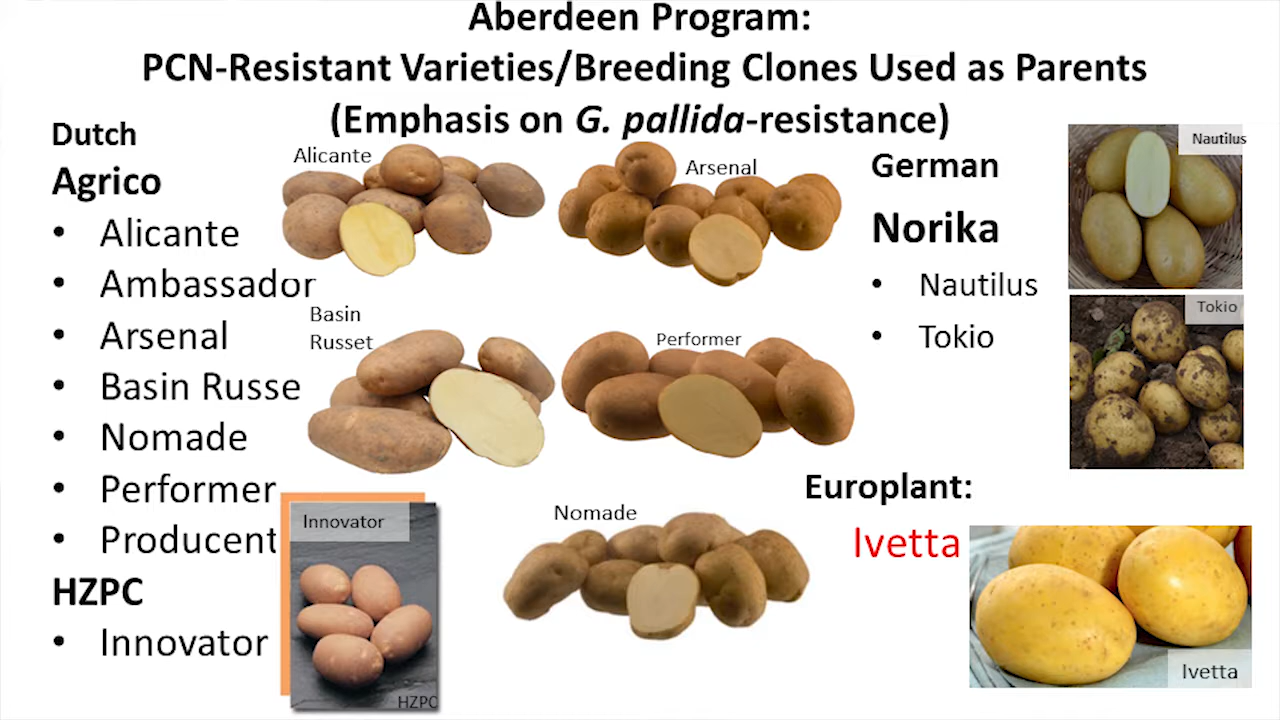 Aberdeen Program:
PCN-Resistant Varieties/Breeding Clones Used as Parents
(Emphasis on G. pallida-resistance)
Dutch
Agrico
• Alicante
• Ambassador
• Arsenal
• Basin Russe
• Nomade
• Performer
• Producent
HZPC
• Innovator
Alicante
Arsenal
Basin
Russet
Performer
Innovator
HZPC
Nomade
German
Norika
• Nautilus
• Tokio
Nautilus
Tokio
Europlant:
Ivetta
Ivetta